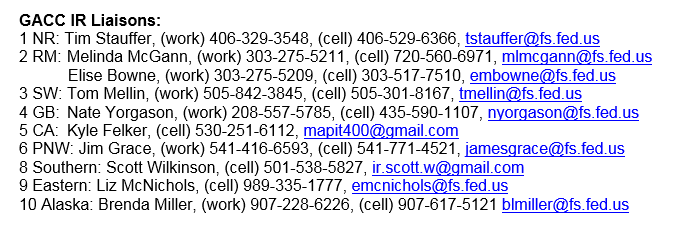 GACC IR Liaisons:
1 NR: Tim Stauffer, (work) 406-329-3548, (cell) 406-529-6366, tstauffer@fs.fed.us
2 RM: Melinda McGann, (work) 303-275-5211, (cell) 720-560-6971, mlmcgann@fs.fed.us
Elise Bowne, (work) 303-275-5209, (cell) 303-517-7510, embowne@fs.fed.us
3 SW: Tom Mellin, (work) 505-842-3845, (cell) 505-301-8167, tmellin@fs.fed.us
4 GB: Nate Yorgason, (work) 208-557-5785, (cell) 435-590-1107, nyorgason@fs.fed.us
5 CA: Kyle Felker, (cell) 530-251-6112, mapit400@gmail.com
6 PNW: Jim Grace, (work) 541-416-6593, (cell) 541-771-4521, jamesgrace@fs.fed.us
8 Southern: Scott Wilkinson, (cell) 501-538-5827, ir.scott.w@gmail.com
9 Eastern: Liz McNichols, (cell) 989-335-1777, emcnichols@fs.fed.us
10 Alaska: Brenda Miller, (work) 907-228-6226, (cell) 907-617-5121 blmiller@fs.fed.us